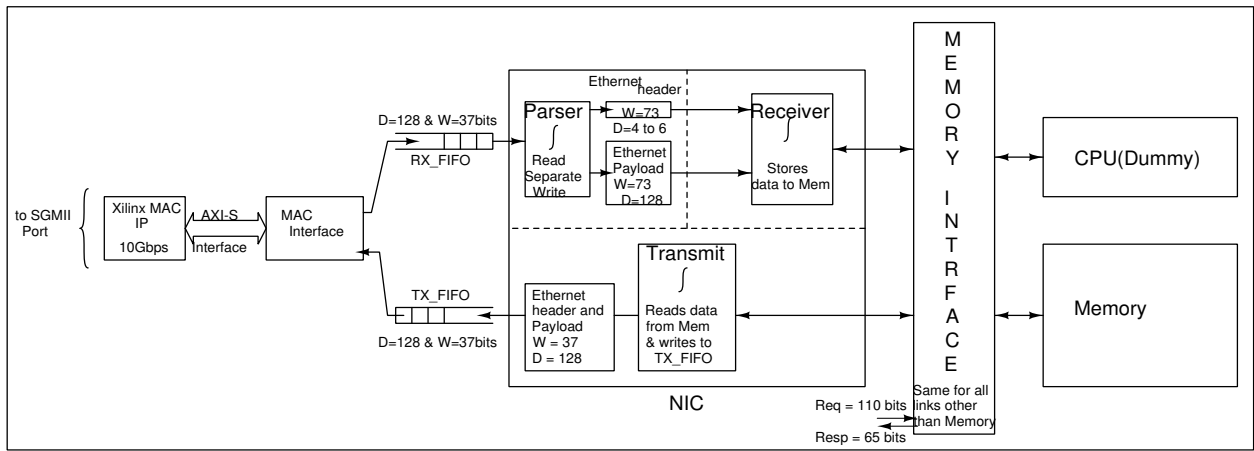 to SGMII
Port
Xilinx MAC
IP
10Gbps
AXI-S
Interface
MAC
Interface
D=128 & W=37bits
RX_FIFO
TX_FIFO
D=128 & W=37bits
Ethernet
header
Parser
Read
Separate
Write
W=73
D=4 to 6
Ethernet
Payload
W=73
D=128
Receiver
Stores
data to Mem
Ethernet
header and
Payload
W = 37
D = 128
Transmit
Reads data
from Mem
& writes to
TX_FIFO
NIC
MEMORY INTRFACE
Same for all
links other
than Memory
Req = 110 bits
Resp = 65 bits
CPU(Dummy)
Memory